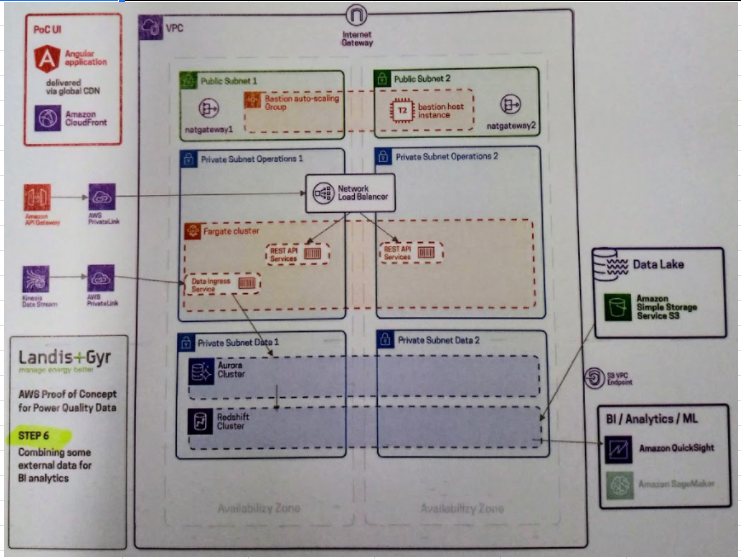 PoC UI
Angular
application
delivered
via global CDN
Amazon
CloudFront
VPC
Internet
Gateway
Public Subnet 1
Public Subnet 2
Bastion auto-scaling
Group
natgateway1
T2
bastion host
instance
natgateway2
Private Subnet Operations 1
Private Subnet Operations 2
Amazon
API Gateway
AWS
PrivateLink
Network
Load Balancer
Fargate cluster
REST API
Services
REST API
Services
Kinesis
Data Stream
AWS
PrivateLink
Data Ingress
Service
Data Lake
Amazon
Simple Storage
Service S3
Private Subnet Data 1
Private Subnet Data 2
Landis+Gyr
manage energy better
Aurora
Cluster
S3 VPC
Endpoint
AWS Proof of Concept
for Power Quality Data
Redshift
Cluster
BI / Analytics / ML
Amazon QuickSight
STEP 6
Combining some
external data for
BI analytics
Amazon SageMaker
Availability Zone
Availability Zone